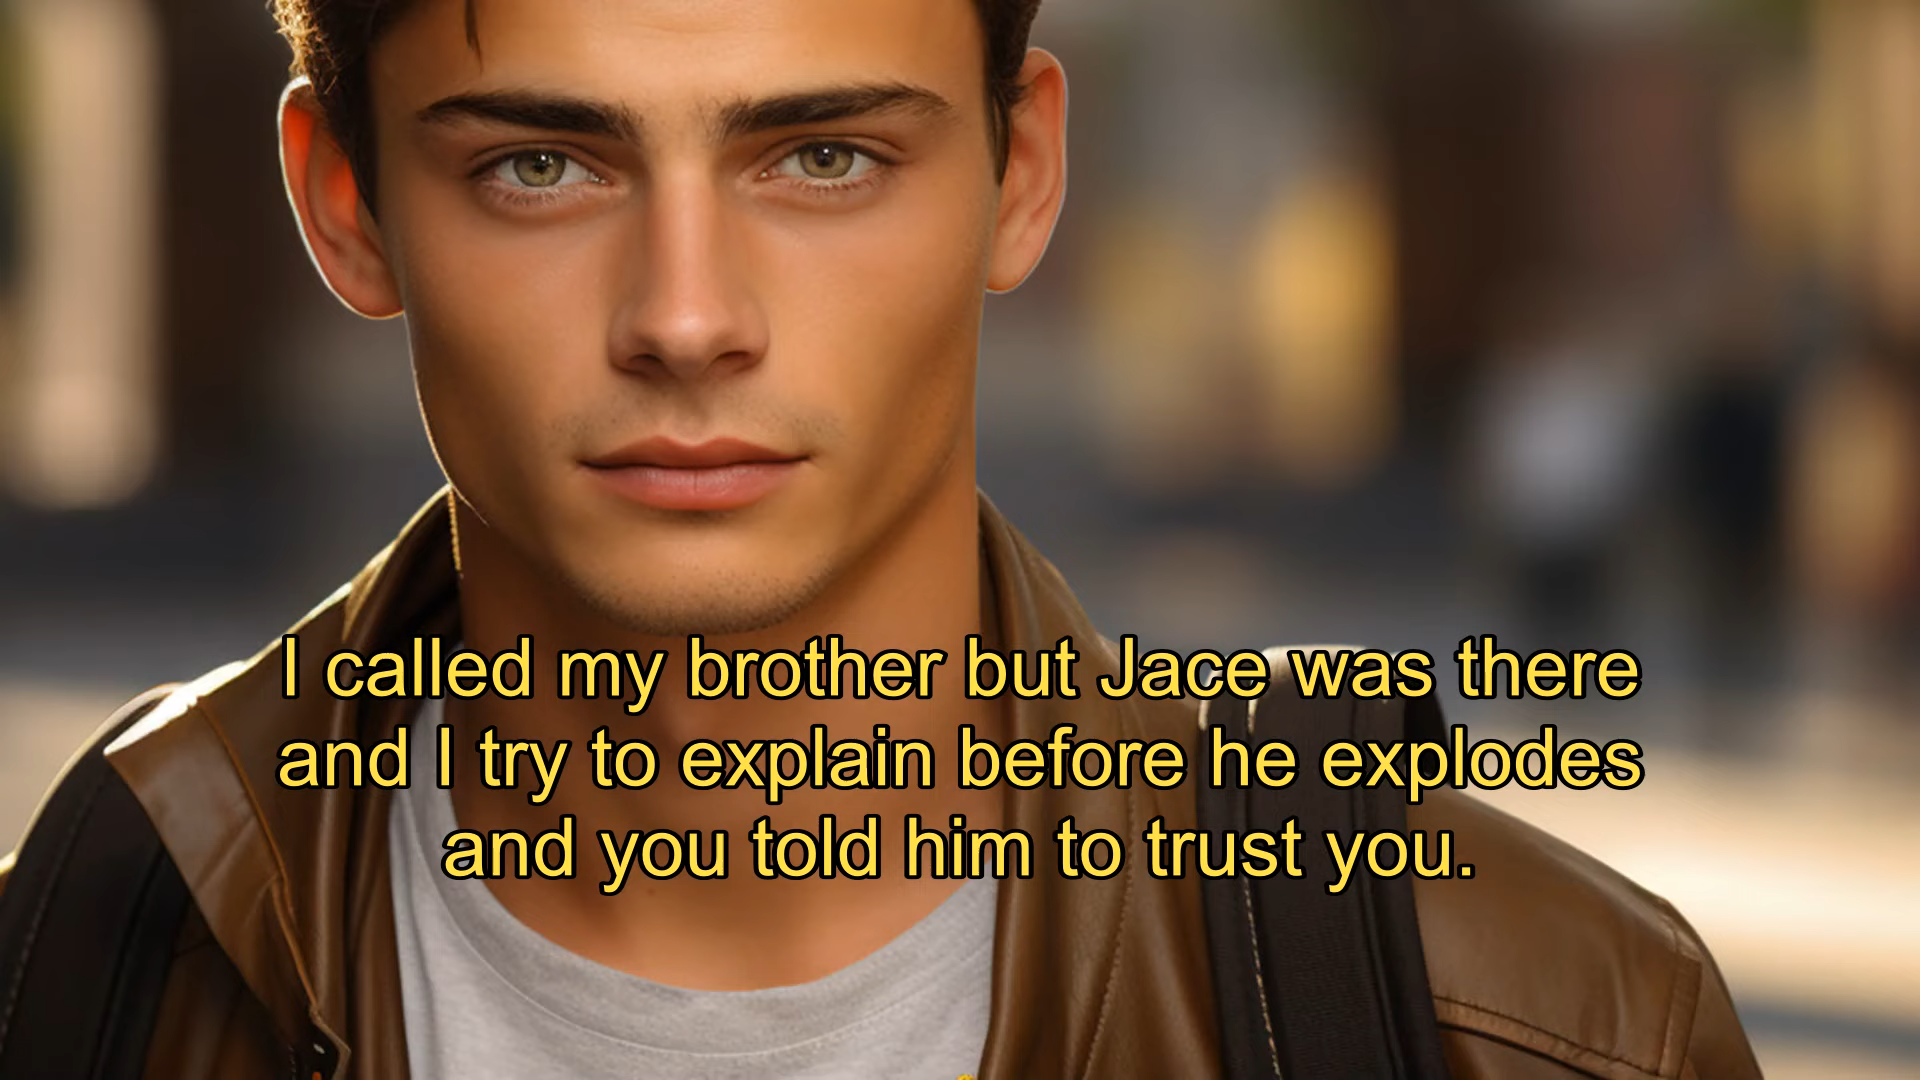 I called my brother but Jace was there
and I try to explain before he explodes
and you told him to trust you.